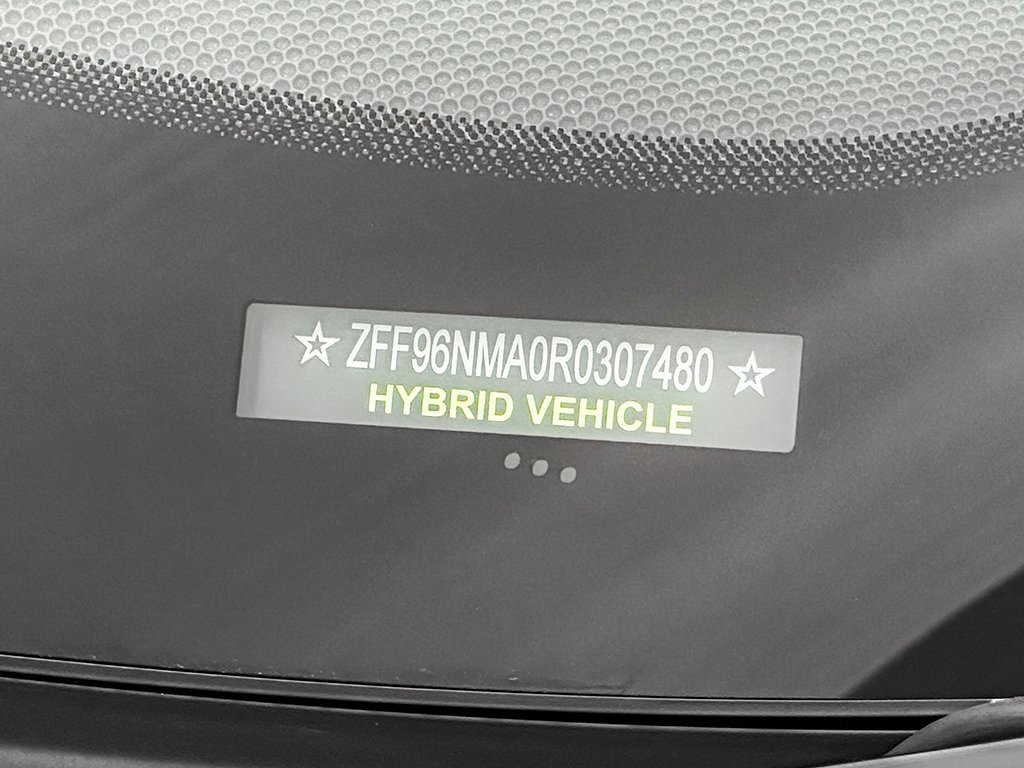 ☆ ZFF96NMA0R0307480 ☆
HYBRID VEHICLE